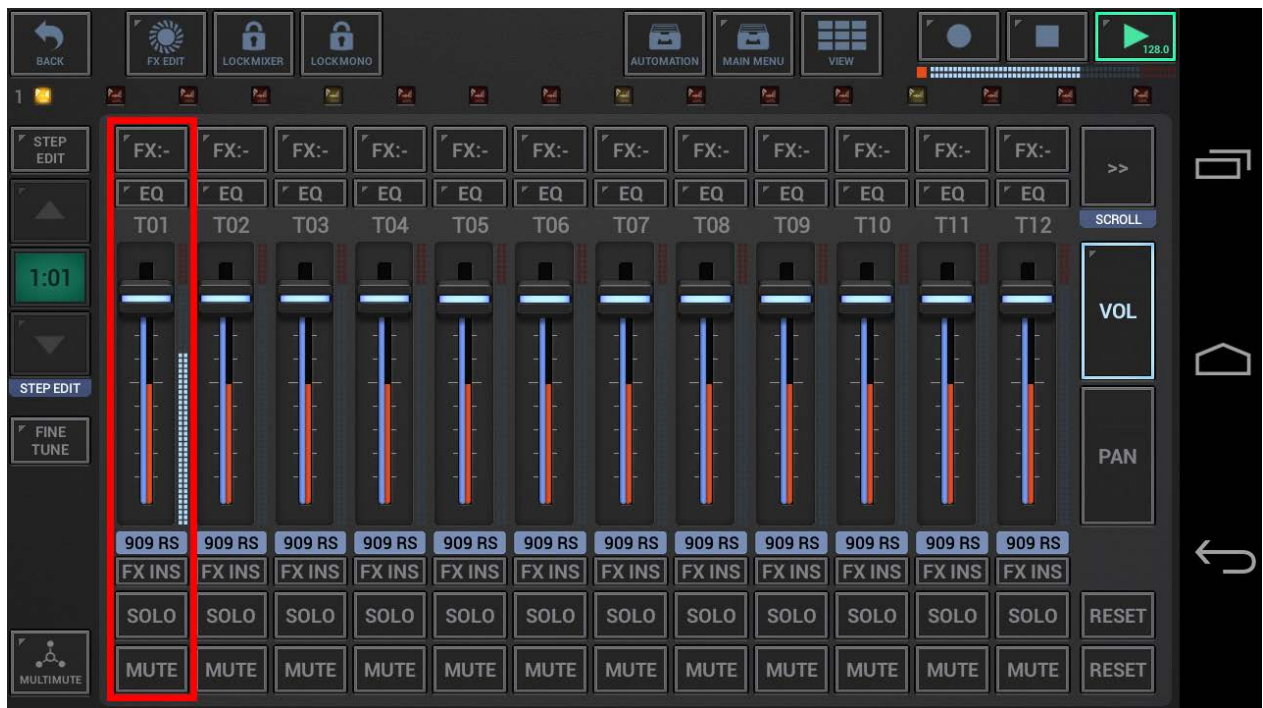 BACK FX EDIT LOCKMIXER LOCKMONO AUTOMATION MAIN MENU VIEW 128.0
1
STEP EDIT FX:- FX:- FX:- FX:- FX:- FX:- FX:- FX:- FX:- FX:- FX:- FX:- >>
EQ EQ EQ EQ EQ EQ EQ EQ EQ EQ EQ EQ
T01 T02 T03 T04 T05 T06 T07 T08 T09 T10 T11 T12 SCROLL
1:01
VOL
STEP EDIT
FINE TUNE
PAN
909 RS 909 RS 909 RS 909 RS 909 RS 909 RS 909 RS 909 RS 909 RS 909 RS 909 RS 909 RS
FX INS FX INS FX INS FX INS FX INS FX INS FX INS FX INS FX INS FX INS FX INS FX INS
SOLO SOLO SOLO SOLO SOLO SOLO SOLO SOLO SOLO SOLO SOLO SOLO RESET
MULTIMUTE MUTE MUTE MUTE MUTE MUTE MUTE MUTE MUTE MUTE MUTE MUTE MUTE RESET